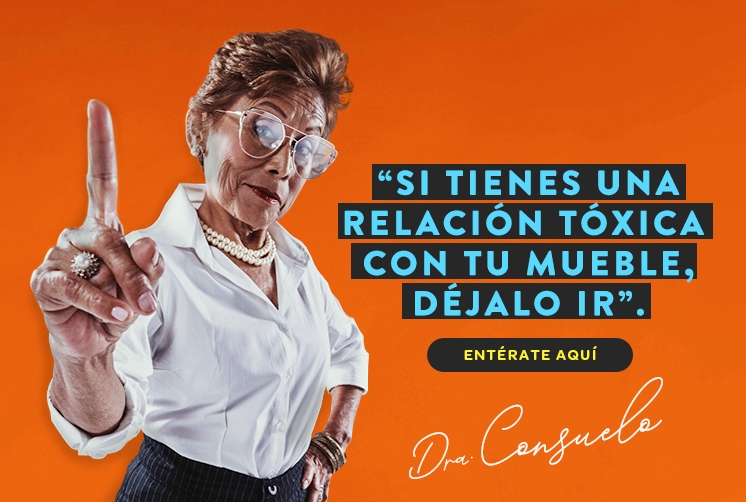 “SI TIENES UNA
RELACIÓN TÓXICA
CON TU MUEBLE,
DÉJALO IR”.
ENTÉRATE AQUÍ
Dra. Consuelo